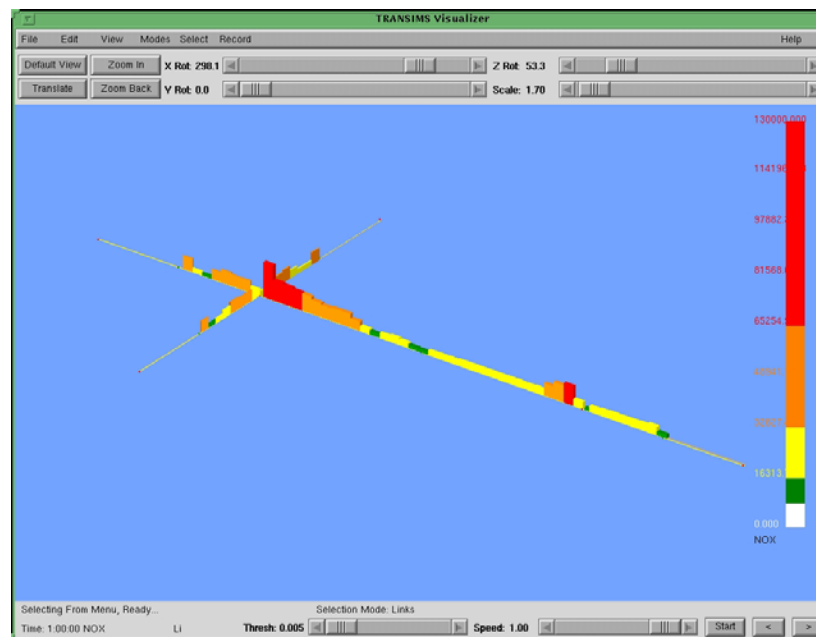 TRANSIMS Visualizer
File Edit View Modes Select Record Help
Default View Zoom In X Rot: 298.1 Z Rot: 53.3
Translate Zoom Back Y Rot: 0.0 Scale: 1.70
130000.000
114196
97882.
81568.
65254.
16313.
0.000
NOX
Selecting From Menu, Ready... Selection Mode: Links
Time: 1:00:00 NOX Li Thresh: 0.005 Speed: 1.00 Start < >